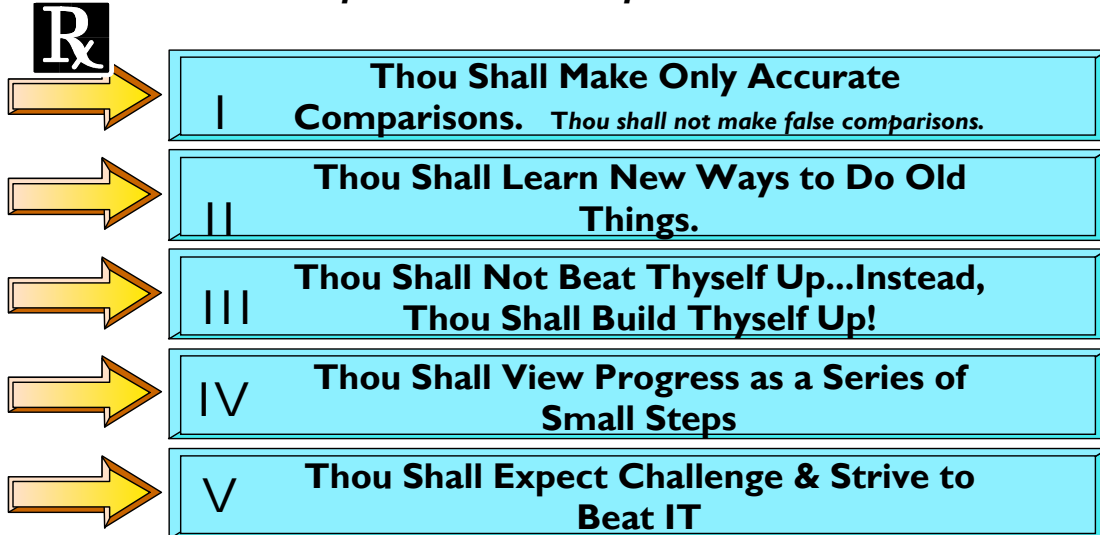 Rx
Thou Shall Make Only Accurate
I Comparisons. Thou shall not make false comparisons.
Thou Shall Learn New Ways to Do Old
II Things.
Thou Shall Not Beat Thyself Up...Instead,
III Thou Shall Build Thyself Up!
Thou Shall View Progress as a Series of
IV Small Steps
Thou Shall Expect Challenge & Strive to
V Beat IT